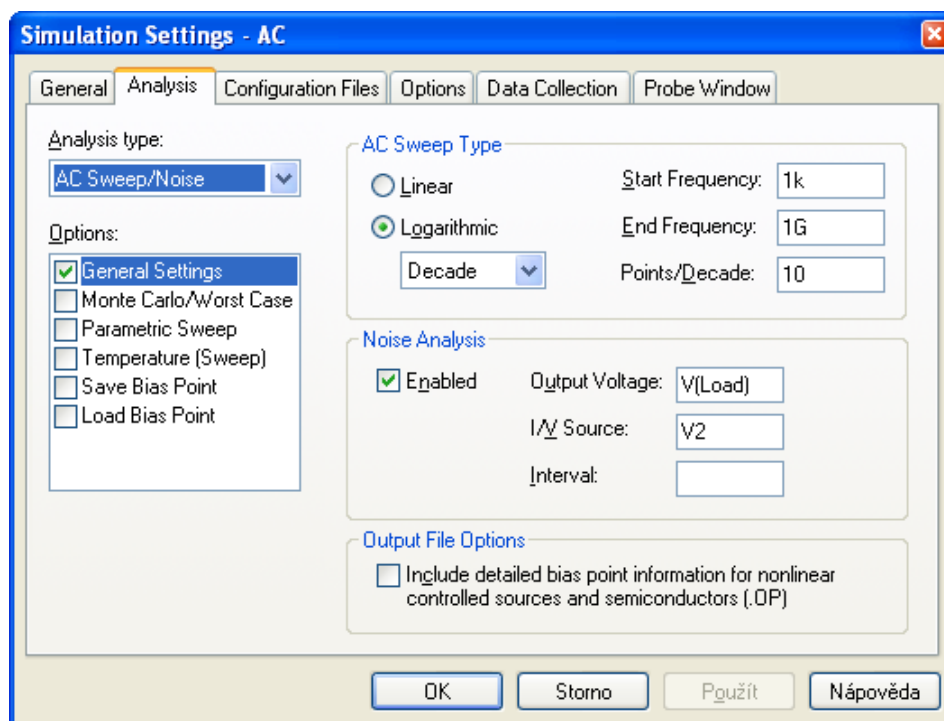 Simulation Settings - AC
General
Analysis
Configuration Files
Options
Data Collection
Probe Window
Analysis type:
AC Sweep/Noise
Options:
General Settings
Monte Carlo/Worst Case
Parametric Sweep
Temperature (Sweep)
Save Bias Point
Load Bias Point
AC Sweep Type
Linear
Logarithmic
Decade
Start Frequency: 1k
End Frequency: 1G
Points/Decade: 10
Noise Analysis
Enabled
Output Voltage: V(Load)
I/V Source: V2
Interval:
Output File Options
Include detailed bias point information for nonlinear
controlled sources and semiconductors (.OP)
OK
Storno
Použít
Nápověda